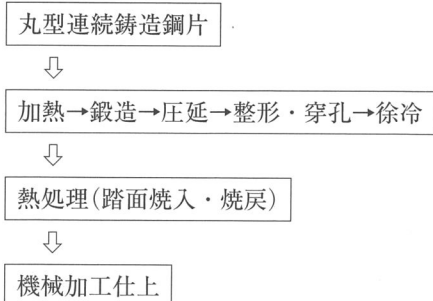 丸型連続鋳造鋼片
加熱→鍛造→圧延→整形・穿孔→徐冷
熱処理(踏面焼入・焼戻)
機械加工仕上